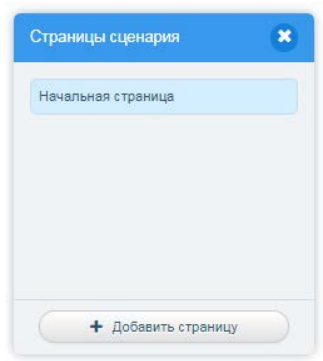 Страницы сценария
Начальная страница
Добавить страницу